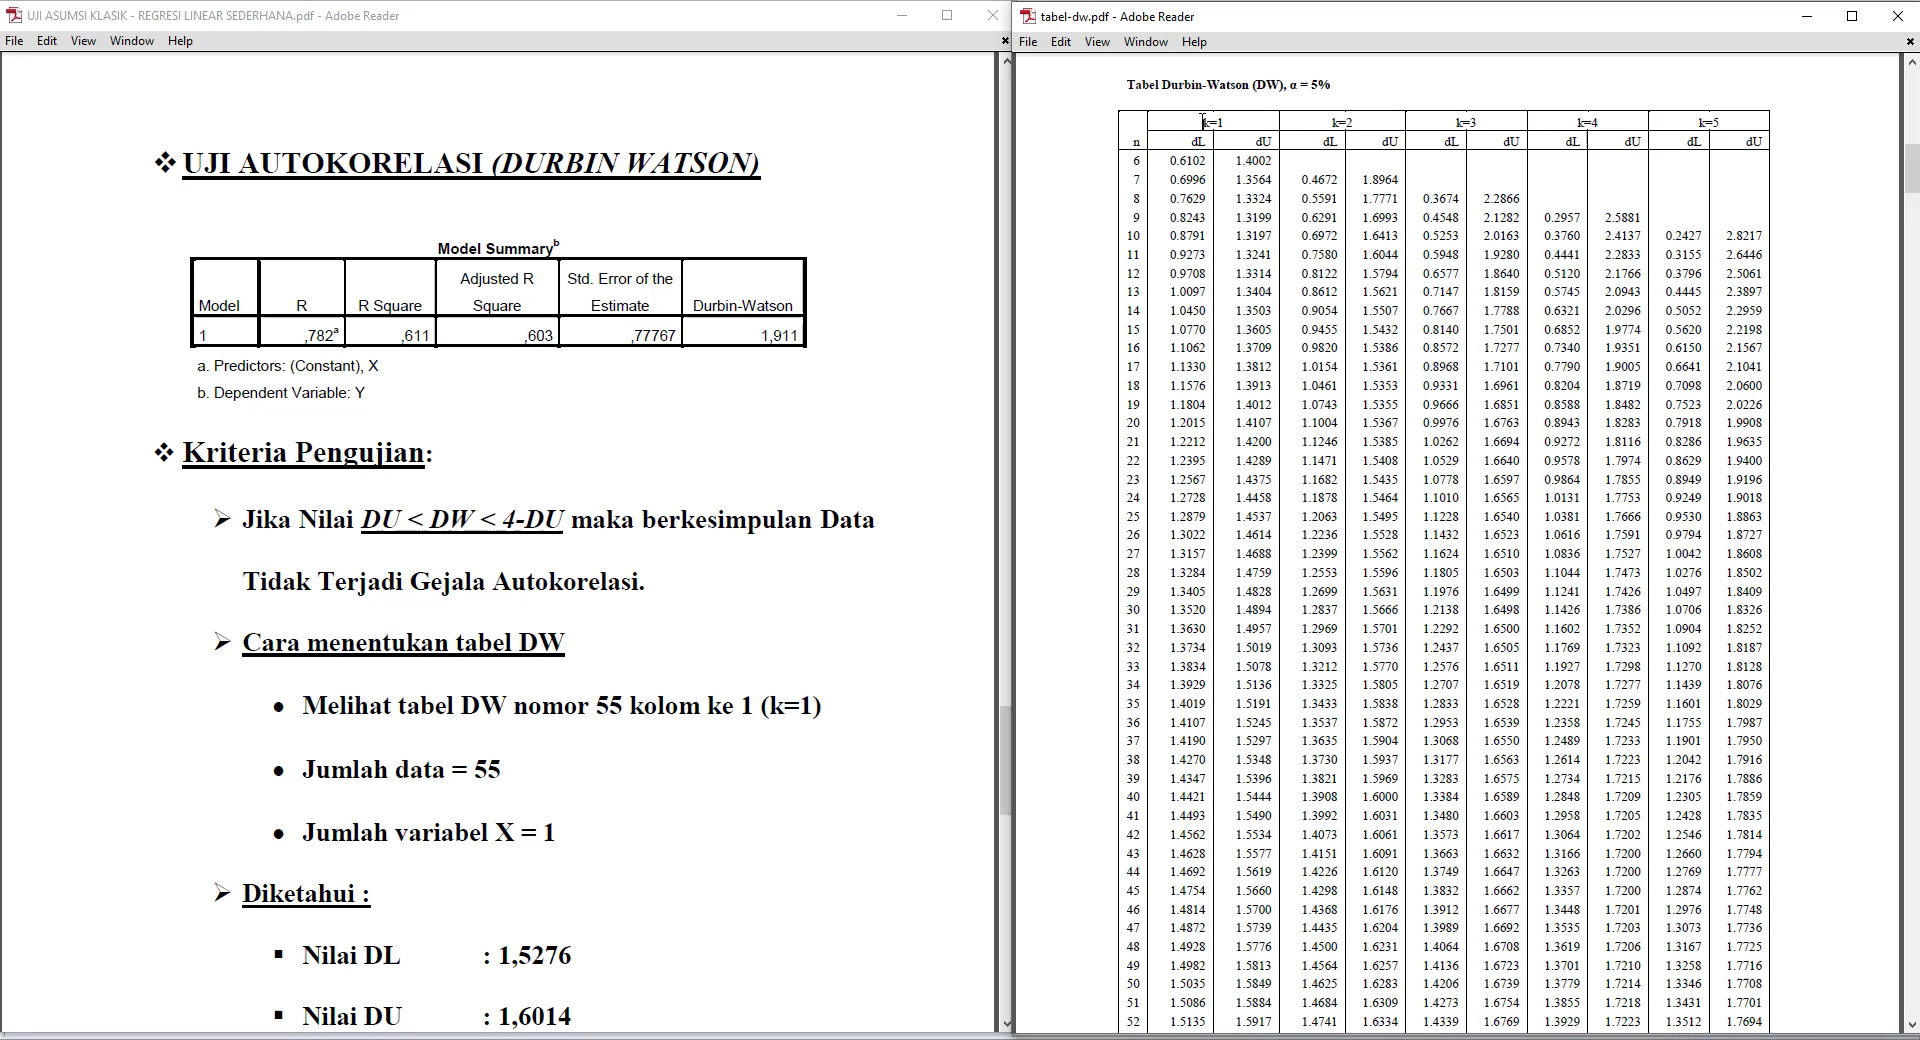 UJI ASUMSI KLASIK - REGRESI LINEAR SEDERHANA.pdf - Adobe Reader
File Edit View Window Help
❖ UJI AUTOKORELASI (DURBIN WATSON)
Model Summaryb
Model R R Square Adjusted R Square Std. Error of the Estimate Durbin-Watson
1 ,782a ,611 ,603 ,77767 1,911
a. Predictors: (Constant), X
b. Dependent Variable: Y
❖ Kriteria Pengujian:
➢ Jika Nilai DU < DW < 4-DU maka berkesimpulan Data
Tidak Terjadi Gejala Autokorelasi.
➢ Cara menentukan tabel DW
• Melihat tabel DW nomor 55 kolom ke 1 (k=1)
• Jumlah data = 55
• Jumlah variabel X = 1
➢ Diketahui :
▪ Nilai DL : 1,5276
▪ Nilai DU : 1,6014
tabel-dw.pdf - Adobe Reader
File Edit View Window Help
Tabel Durbin-Watson (DW), α = 5%
k=1 k=2 k=3 k=4 k=5
n dL dU dL dU dL dU dL dU dL dU
6 0.6102 1.4002
7 0.6996 1.3564 0.4672 1.8964
8 0.7629 1.3324 0.5591 1.7771 0.3674 2.2866
9 0.8243 1.3199 0.6291 1.6993 0.4548 2.1282 0.2957 2.5881
10 0.8791 1.3197 0.6972 1.6413 0.5253 2.0163 0.3760 2.4137 0.2427 2.8217
11 0.9273 1.3241 0.7580 1.6044 0.5948 1.9280 0.4441 2.2833 0.3155 2.6446
12 0.9708 1.3314 0.8122 1.5794 0.6577 1.8640 0.5120 2.1766 0.3796 2.5061
13 1.0097 1.3404 0.8612 1.5621 0.7147 1.8159 0.5745 2.0943 0.4445 2.3897
14 1.0450 1.3503 0.9054 1.5507 0.7667 1.7788 0.6321 2.0296 0.5052 2.2959
15 1.0770 1.3605 0.9455 1.5432 0.8140 1.7501 0.6852 1.9774 0.5620 2.2198
16 1.1062 1.3709 0.9820 1.5386 0.8572 1.7277 0.7340 1.9351 0.6150 2.1567
17 1.1330 1.3812 1.0154 1.5361 0.8968 1.7101 0.7790 1.9005 0.6641 2.1041
18 1.1576 1.3913 1.0461 1.5353 0.9331 1.6961 0.8204 1.8719 0.7098 2.0600
19 1.1804 1.4012 1.0743 1.5355 0.9666 1.6851 0.8588 1.8482 0.7523 2.0226
20 1.2015 1.4107 1.1004 1.5367 0.9976 1.6763 0.8943 1.8283 0.7918 1.9908
21 1.2212 1.4200 1.1246 1.5385 1.0262 1.6694 0.9272 1.8116 0.8286 1.9635
22 1.2395 1.4289 1.1471 1.5408 1.0529 1.6640 0.9578 1.7974 0.8629 1.9400
23 1.2567 1.4375 1.1682 1.5435 1.0778 1.6597 0.9864 1.7855 0.8949 1.9196
24 1.2728 1.4458 1.1878 1.5464 1.1010 1.6565 1.0131 1.7753 0.9249 1.9018
25 1.2879 1.4537 1.2063 1.5495 1.1228 1.6540 1.0381 1.7666 0.9530 1.8863
26 1.3022 1.4614 1.2236 1.5528 1.1432 1.6523 1.0616 1.7591 0.9794 1.8727
27 1.3157 1.4688 1.2399 1.5562 1.1624 1.6510 1.0836 1.7527 1.0042 1.8608
28 1.3284 1.4759 1.2553 1.5596 1.1805 1.6503 1.1044 1.7473 1.0276 1.8502
29 1.3405 1.4828 1.2699 1.5631 1.1976 1.6499 1.1241 1.7426 1.0497 1.8409
30 1.3520 1.4894 1.2837 1.5666 1.2138 1.6498 1.1426 1.7386 1.0706 1.8326
31 1.3630 1.4957 1.2969 1.5701 1.2292 1.6500 1.1602 1.7352 1.0904 1.8252
32 1.3734 1.5019 1.3093 1.5736 1.2437 1.6505 1.1769 1.7323 1.1092 1.8187
33 1.3834 1.5078 1.3212 1.5770 1.2576 1.6511 1.1927 1.7298 1.1270 1.8128
34 1.3929 1.5136 1.3325 1.5805 1.2707 1.6519 1.2078 1.7277 1.1439 1.8076
35 1.4019 1.5191 1.3433 1.5838 1.2833 1.6528 1.2221 1.7259 1.1601 1.8029
36 1.4107 1.5245 1.3537 1.5872 1.2953 1.6539 1.2358 1.7245 1.1755 1.7987
37 1.4190 1.5297 1.3635 1.5904 1.3068 1.6550 1.2489 1.7233 1.1901 1.7950
38 1.4270 1.5348 1.3730 1.5937 1.3177 1.6563 1.2614 1.7223 1.2042 1.7916
39 1.4347 1.5396 1.3821 1.5969 1.3283 1.6575 1.2734 1.7215 1.2176 1.7886
40 1.4421 1.5444 1.3908 1.6000 1.3384 1.6589 1.2848 1.7209 1.2305 1.7859
41 1.4493 1.5490 1.3992 1.6031 1.3480 1.6603 1.2958 1.7205 1.2428 1.7835
42 1.4562 1.5534 1.4073 1.6061 1.3573 1.6617 1.3064 1.7202 1.2546 1.7814
43 1.4628 1.5577 1.4151 1.6091 1.3663 1.6632 1.3166 1.7200 1.2660 1.7794
44 1.4692 1.5619 1.4226 1.6120 1.3749 1.6647 1.3263 1.7200 1.2769 1.7777
45 1.4754 1.5660 1.4298 1.6148 1.3832 1.6662 1.3357 1.7200 1.2874 1.7762
46 1.4814 1.5700 1.4368 1.6176 1.3912 1.6677 1.3448 1.7201 1.2976 1.7748
47 1.4872 1.5739 1.4435 1.6204 1.3989 1.6692 1.3535 1.7203 1.3073 1.7736
48 1.4928 1.5776 1.4500 1.6231 1.4064 1.6708 1.3619 1.7206 1.3167 1.7725
49 1.4982 1.5813 1.4564 1.6257 1.4136 1.6723 1.3701 1.7210 1.3258 1.7716
50 1.5035 1.5849 1.4625 1.6283 1.4206 1.6739 1.3779 1.7214 1.3346 1.7708
51 1.5086 1.5884 1.4684 1.6309 1.4273 1.6754 1.3855 1.7218 1.3431 1.7701
52 1.5135 1.5917 1.4741 1.6334 1.4339 1.6769 1.3929 1.7223 1.3512 1.7694